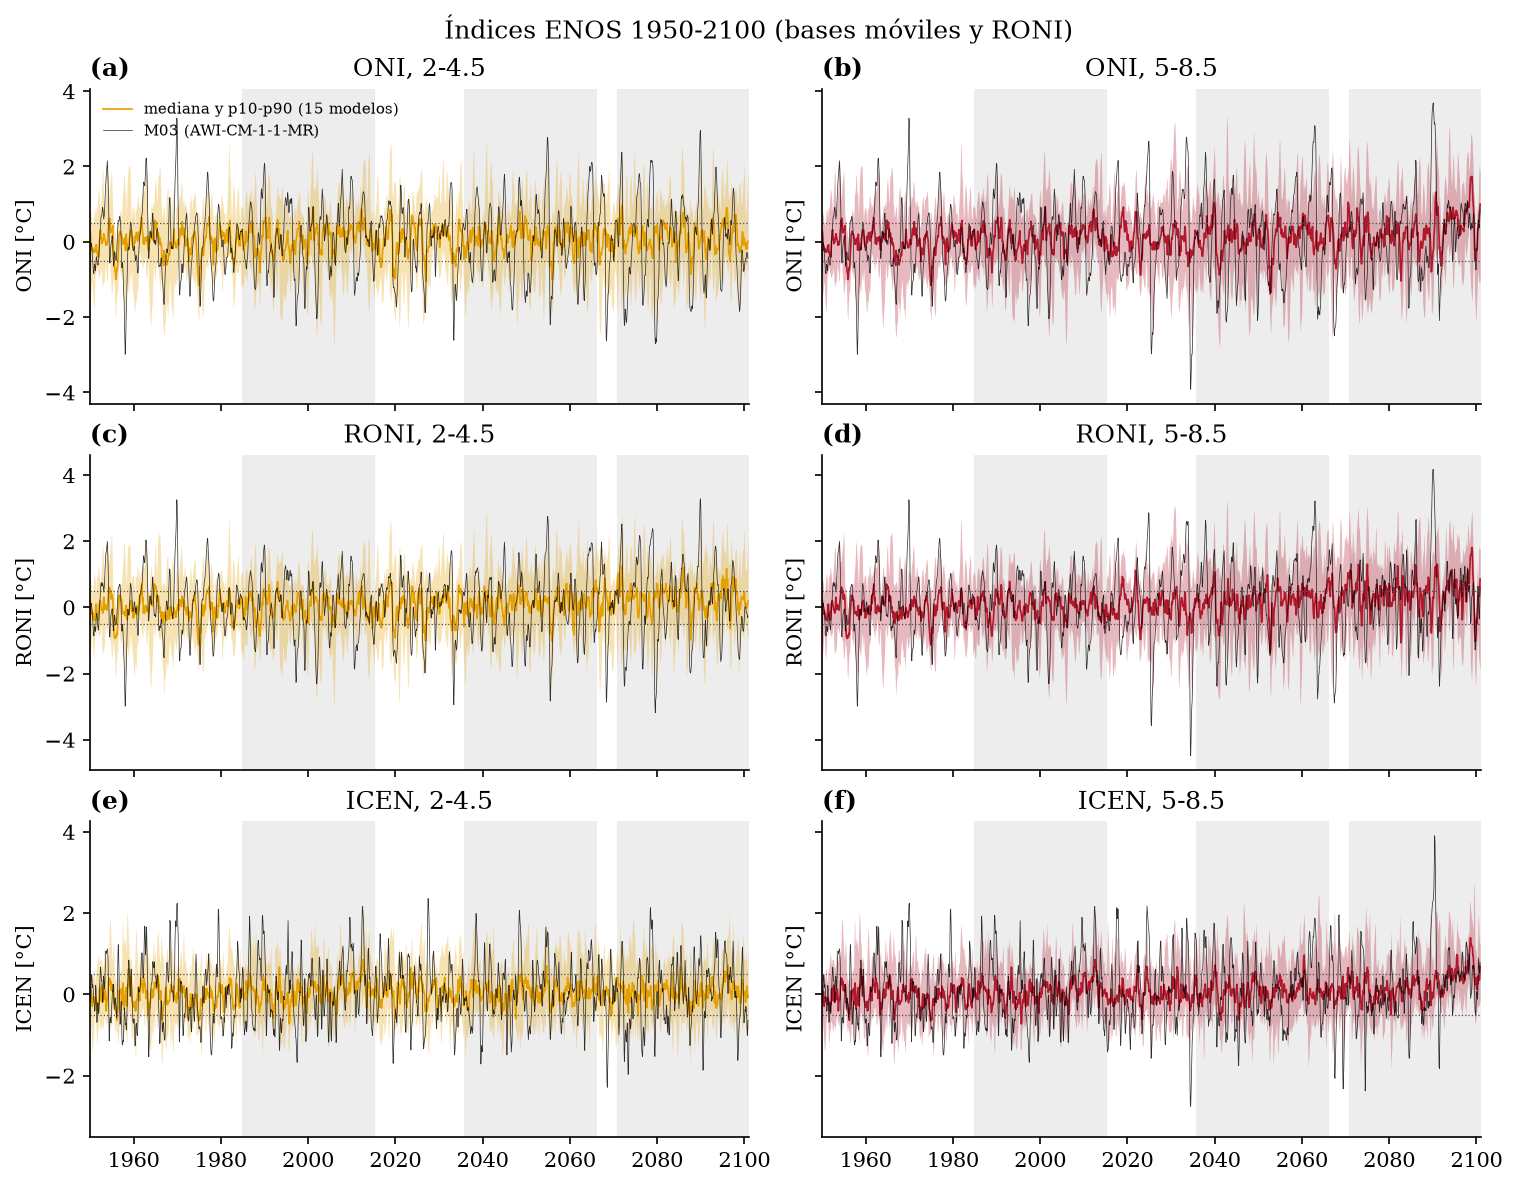 Índices ENOS 1950-2100 (bases móviles y RONI)
(a) ONI, 2-4.5
(b) ONI, 5-8.5
mediana y p10-p90 (15 modelos)
M03 (AWI-CM-1-1-MR)
ONI [°C]
4
2
0
−2
−4
ONI [°C]
(c) RONI, 2-4.5
(d) RONI, 5-8.5
RONI [°C]
4
2
0
−2
−4
RONI [°C]
(e) ICEN, 2-4.5
(f) ICEN, 5-8.5
ICEN [°C]
4
2
0
−2
ICEN [°C]
1960 1980 2000 2020 2040 2060 2080 2100
1960 1980 2000 2020 2040 2060 2080 2100